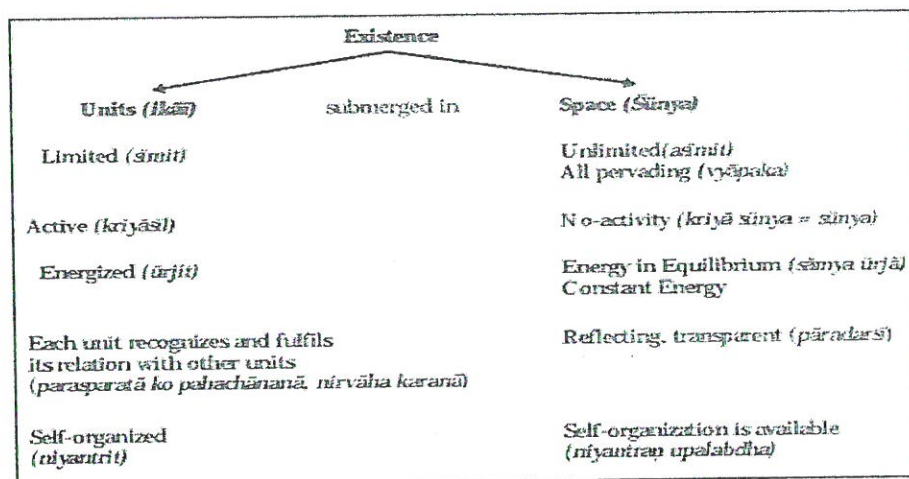 Existence
Units (Ikāī) submerged in Space (Śūnya)
Limited (sīmit) Unlimited(asīmit)
All pervading (vyāpaka)
Active (kriyāśīl) No-activity (kriyā sūnya = sūnya)
Energized (ūrjit) Energy in Equilibrium (sāmya ūrjā)
Constant Energy
Each unit recognizes and fulfils Reflecting, transparent (pāradarśī)
its relation with other units
(parasparatā ko pahachānanā, nirvāha karanā)
Self-organized Self-organization is available
(niyantrit) (niyantraṇ upalabdha)